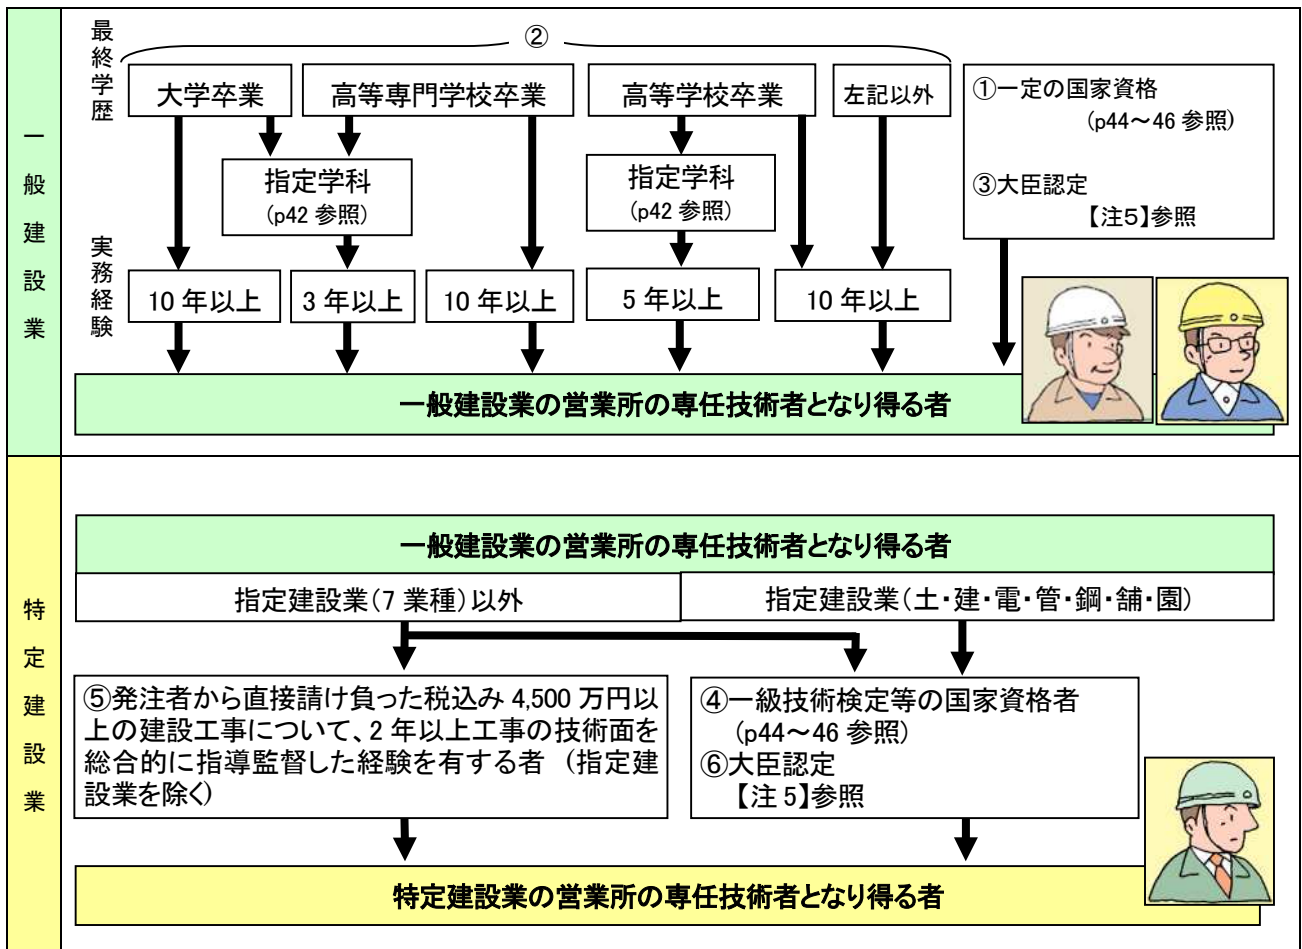 一般建設業
最終学歴
②
大学卒業
高等専門学校卒業
高等学校卒業
左記以外
①一定の国家資格
(p44～46 参照)
③大臣認定
【注５】参照
指定学科
(p42 参照)
指定学科
(p42 参照)
実務経験
10 年以上
3 年以上
10 年以上
5 年以上
10 年以上
一般建設業の営業所の専任技術者となり得る者
特定建設業
一般建設業の営業所の専任技術者となり得る者
指定建設業(7 業種)以外
指定建設業(土・建・電・管・鋼・舗・園)
⑤発注者から直接請け負った税込み 4,500 万円以
上の建設工事について、2 年以上工事の技術面を
総合的に指導監督した経験を有する者 (指定建
設業を除く)
④一級技術検定等の国家資格者
(p44～46 参照)
⑥大臣認定
【注 5】参照
特定建設業の営業所の専任技術者となり得る者